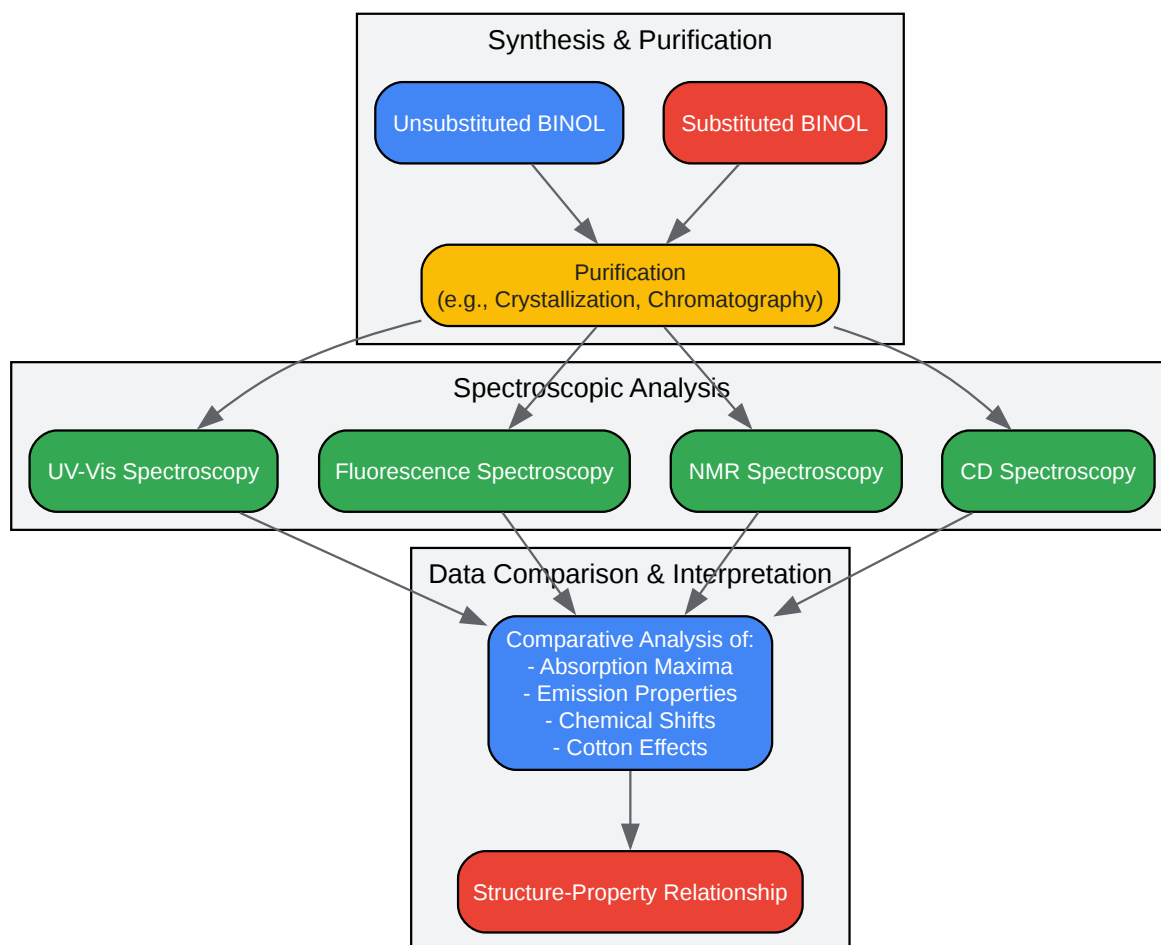 Synthesis & Purification
Unsubstituted BINOL
Substituted BINOL
Purification
(e.g., Crystallization, Chromatography)
Spectroscopic Analysis
UV-Vis Spectroscopy
Fluorescence Spectroscopy
NMR Spectroscopy
CD Spectroscopy
Data Comparison & Interpretation
Comparative Analysis of:
- Absorption Maxima
- Emission Properties
- Chemical Shifts
- Cotton Effects
Structure-Property Relationship